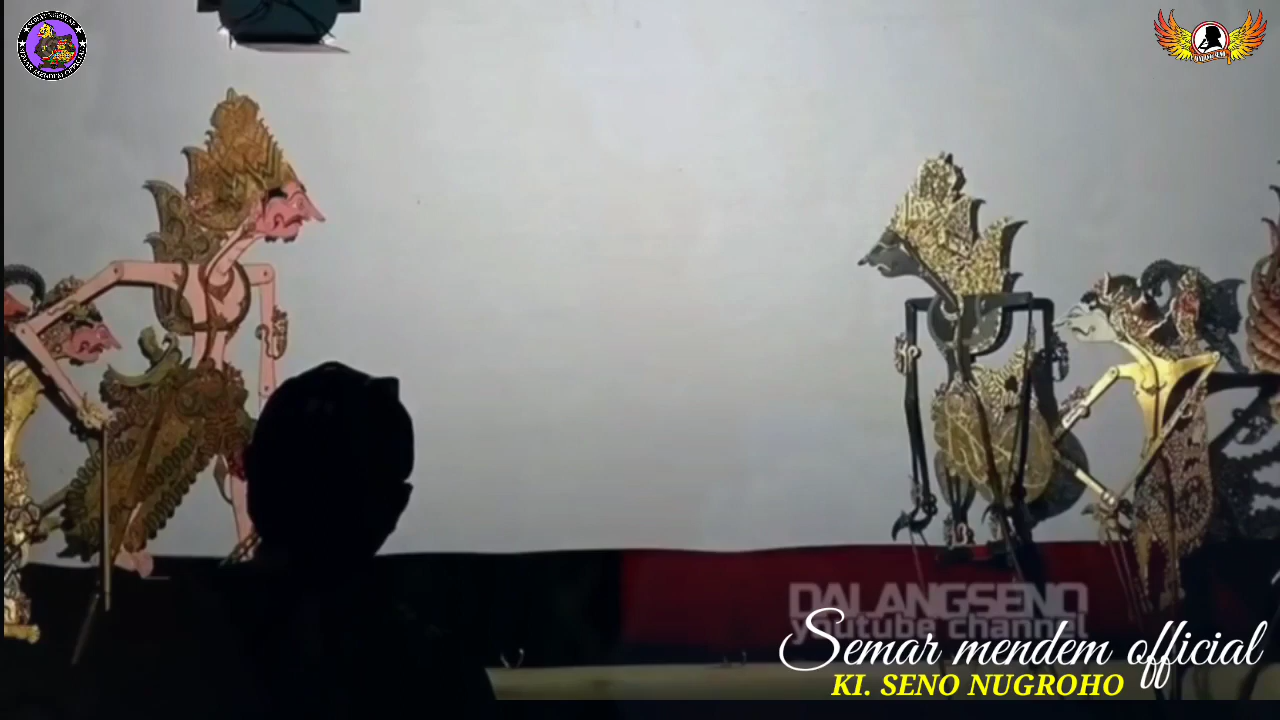 DALANGSENO
youtube channel
Semar mendem official
KI. SENO NUGROHO